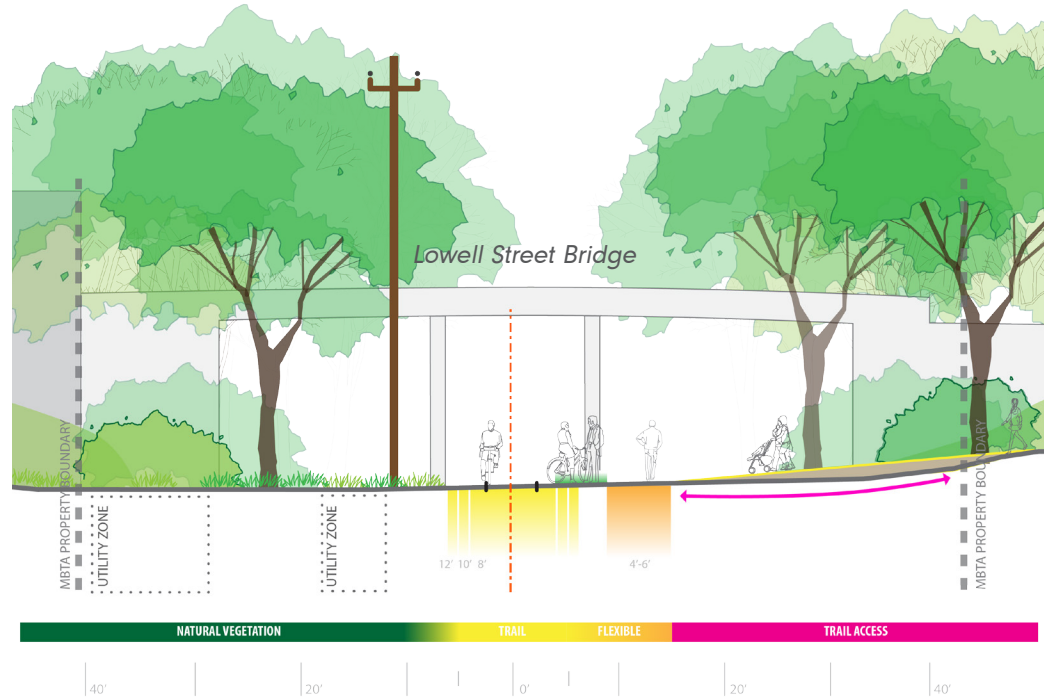 Lowell Street Bridge
MBTA PROPERTY BOUNDARY
UTILITY ZONE
UTILITY ZONE
MBTA PROPERTY BOUNDARY
12' 10' 8'
4'-6'
NATURAL VEGETATION
TRAIL
FLEXIBLE
TRAIL ACCESS
40' 20' 0' 20' 40'